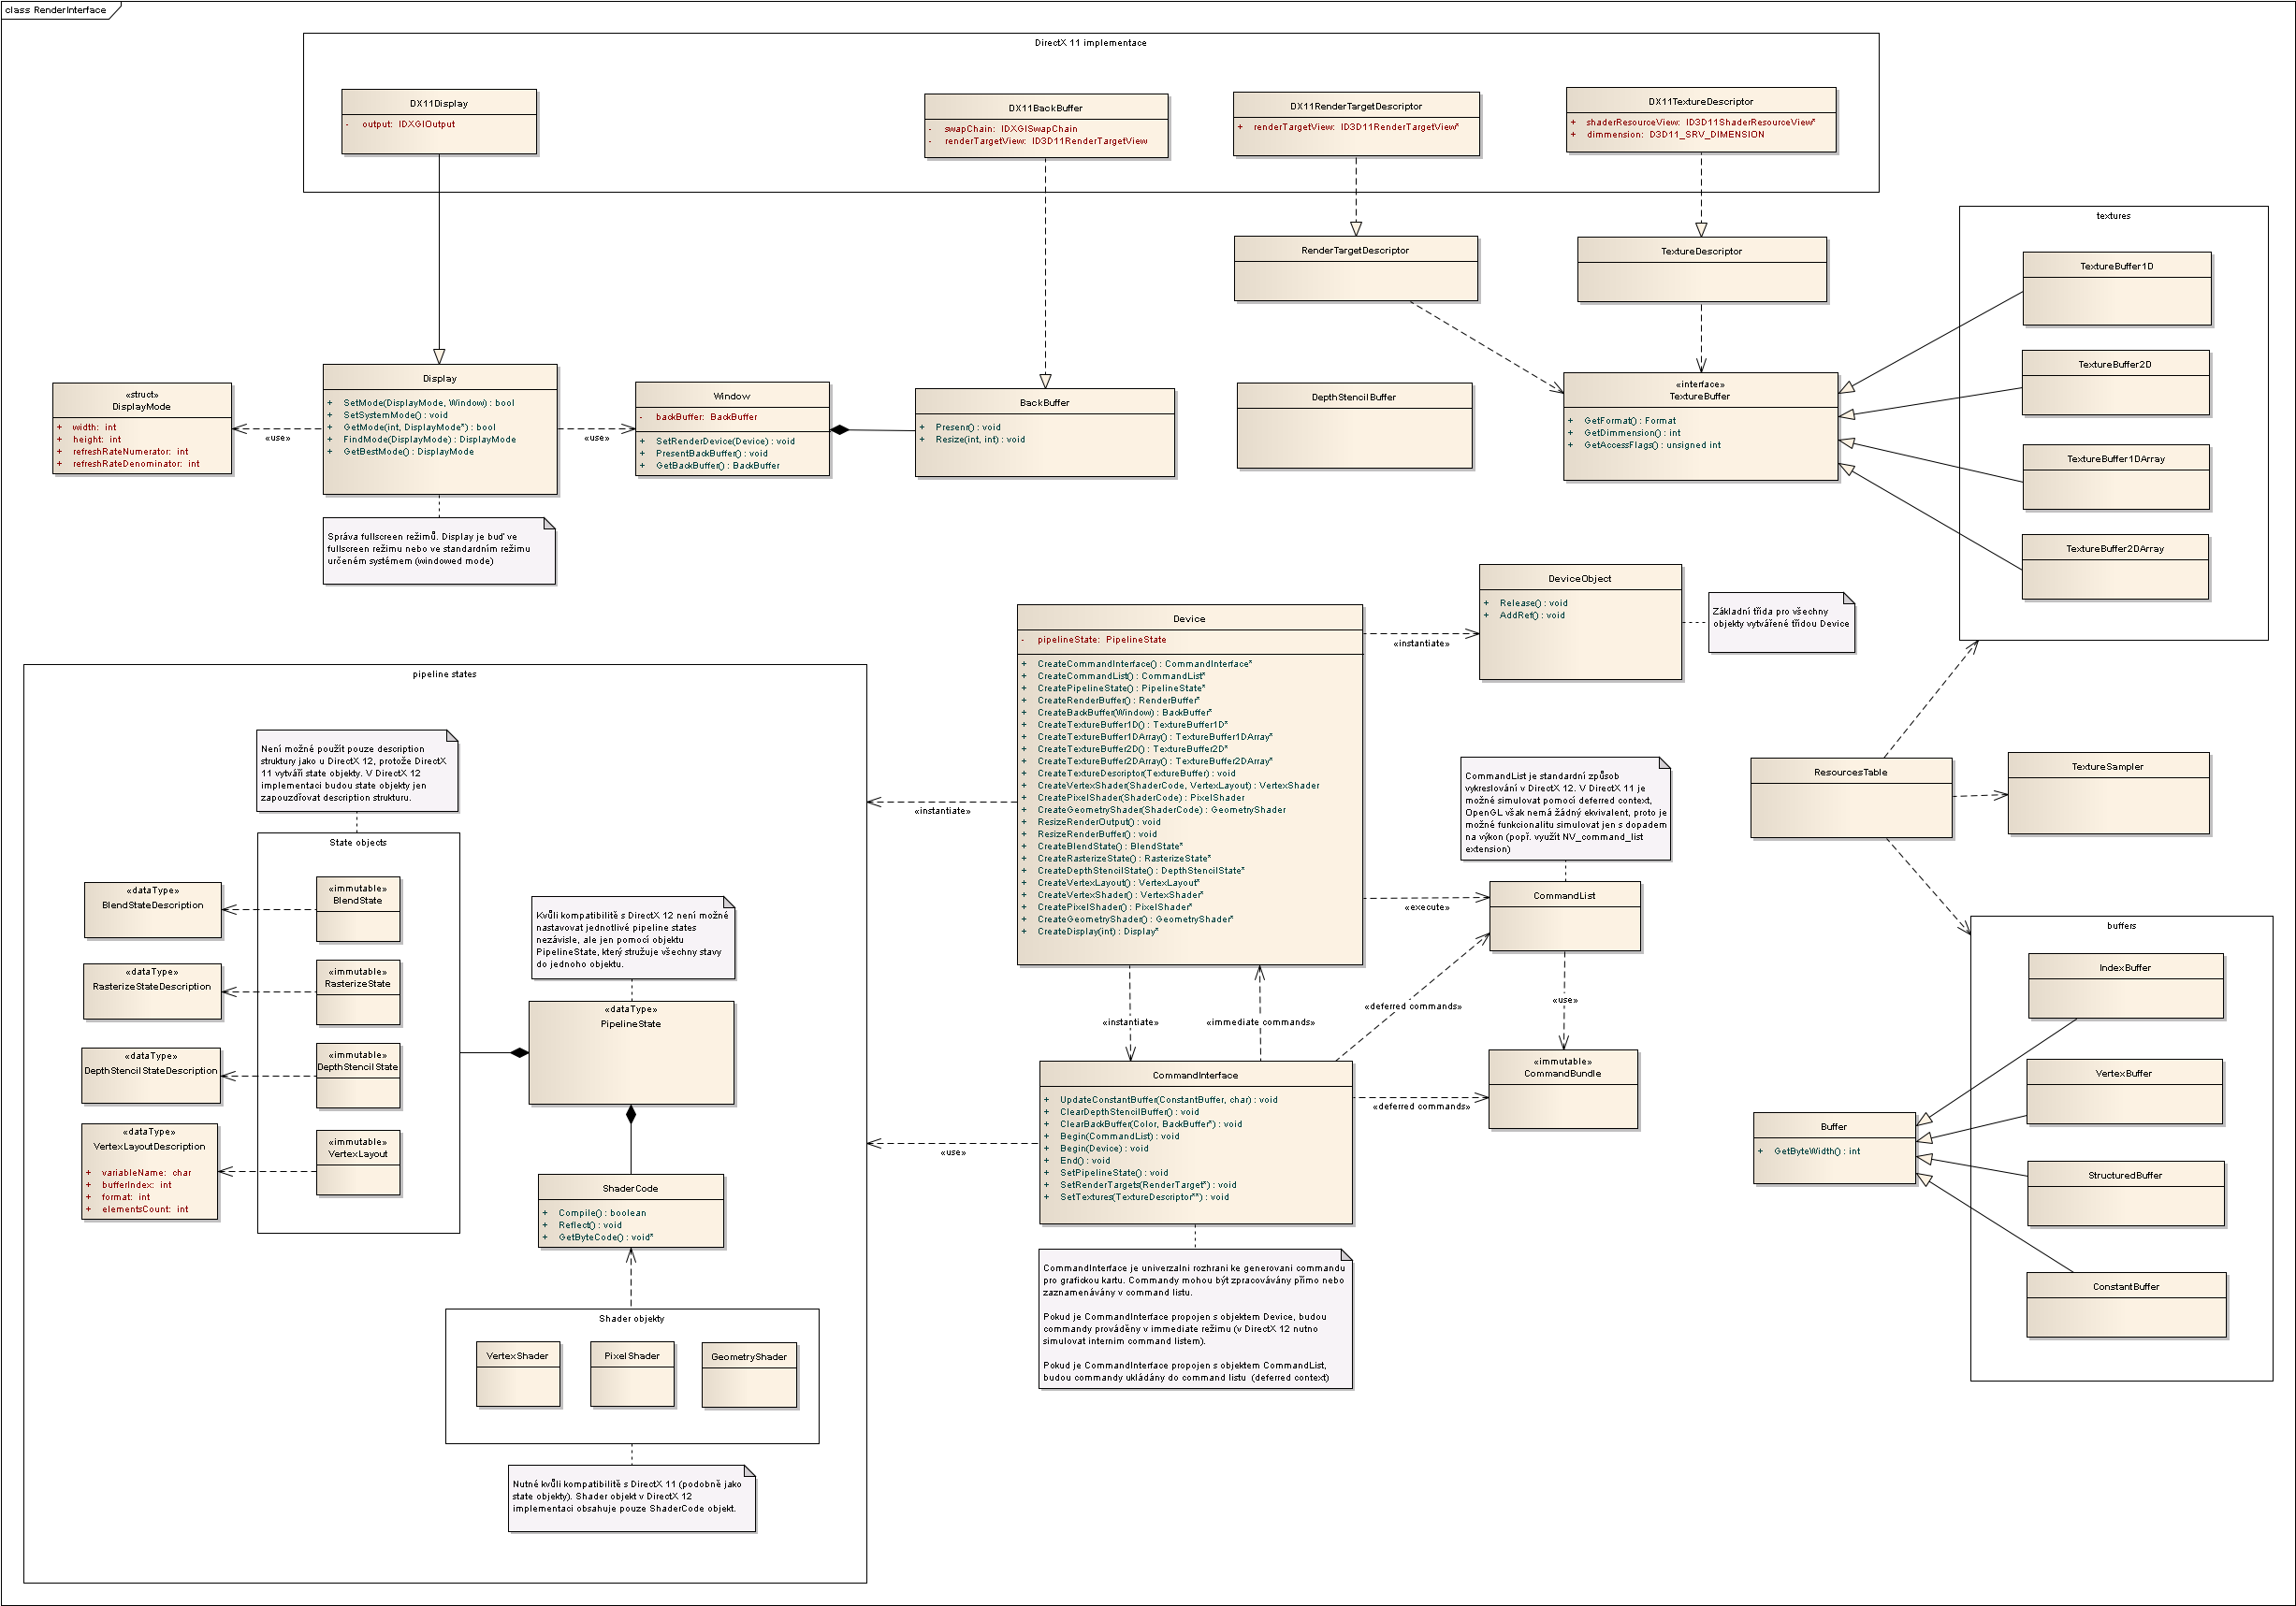 class RenderInterface
DirectX 11 implementace
DX11Display
- output: IDXGIOutput
DX11BackBuffer
- swapChain: IDXGISwapChain
- renderTargetView: ID3D11RenderTargetView
DX11RenderTargetDescriptor
+ renderTargetView: ID3D11RenderTargetView*
DX11TextureDescriptor
+ shaderResourceView: ID3D11ShaderResourceView*
+ dimmension: D3D11_SRV_DIMENSION
RenderTargetDescriptor
TextureDescriptor
textures
TextureBuffer1D
TextureBuffer2D
TextureBuffer1DArray
TextureBuffer2DArray
«struct»
DisplayMode
+ width: int
+ height: int
+ refreshRateNumerator: int
+ refreshRateDenominator: int
«use»
Display
+ SetMode(DisplayMode, Window) : bool
+ SetSystemMode() : void
+ GetMode(int, DisplayMode*) : bool
+ FindMode(DisplayMode) : DisplayMode
+ GetBestMode() : DisplayMode
«use»
Window
- backBuffer: BackBuffer
+ SetRenderDevice(Device) : void
+ PresentBackBuffer() : void
+ GetBackBuffer() : BackBuffer
BackBuffer
+ Presenr() : void
+ Resize(int, int) : void
DepthStencilBuffer
«interface»
TextureBuffer
+ GetFormat() : Format
+ GetDimmension() : int
+ GetAccessFlags() : unsigned int
Správa fullscreen režimů. Display je buď ve
fullscreen režimu nebo ve standardním režimu
určeném systémem (windowed mode)
Device
- pipelineState: PipelineState
+ CreateCommandInterface() : CommandInterface*
+ CreateCommandList() : CommandList*
+ CreatePipelineState() : PipelineState*
+ CreateRenderBuffer() : RenderBuffer*
+ CreateBackBuffer(Window) : BackBuffer*
+ CreateTextureBuffer1D() : TextureBuffer1D*
+ CreateTextureBuffer1DArray() : TextureBuffer1DArray*
+ CreateTextureBuffer2D() : TextureBuffer2D*
+ CreateTextureBuffer2DArray() : TextureBuffer2DArray*
+ CreateTextureDescriptor(TextureBuffer) : void
+ CreateVertexShader(ShaderCode, VertexLayout) : VertexShader
+ CreatePixelShader(ShaderCode) : PixelShader
+ CreateGeometryShader(ShaderCode) : GeometryShader
+ ResizeRenderOutput() : void
+ ResizeRenderBuffer() : void
+ CreateBlendState() : BlendState*
+ CreateRasterizeState() : RasterizeState*
+ CreateDepthStencilState() : DepthStencilState*
+ CreateVertexLayout() : VertexLayout*
+ CreateVertexShader() : VertexShader*
+ CreatePixelShader() : PixelShader*
+ CreateGeometryShader() : GeometryShader*
+ CreateDisplay(int) : Display*
«instantiate»
DeviceObject
+ Release() : void
+ AddRef() : void
Základní třída pro všechny
objekty vytvářené třídou Device
pipeline states
Není možné použít pouze description
struktury jako u DirectX 12, protože DirectX
11 vytváří state objekty. V DirectX 12
implementaci budou state objekty jen
zapouzdřovat description strukturu.
State objects
«dataType»
BlendStateDescription
«immutable»
BlendState
«dataType»
RasterizeStateDescription
«immutable»
RasterizeState
«dataType»
DepthStencilStateDescription
«immutable»
DepthStencilState
«dataType»
VertexLayoutDescription
+ variableName: char
+ bufferIndex: int
+ format: int
+ elementsCount: int
«immutable»
VertexLayout
Kvůli kompatibilitě s DirectX 12 není možné
nastavovat jednotlivé pipeline states
nezávisle, ale jen pomocí objektu
PipelineState, který stružuje všechny stavy
do jednoho objektu.
«dataType»
PipelineState
ShaderCode
+ Compile() : boolean
+ Reflect() : void
+ GetByteCode() : void*
Shader objekty
VertexShader
PixelShader
GeometryShader
Nutné kvůli kompatibilitě s DirectX 11 (podobně jako
state objekty). Shader objekt v DirectX 12
implementaci obsahuje pouze ShaderCode objekt.
«instantiate»
«use»
«instantiate»
«immediate commands»
«execute»
«deferred commands»
«deferred commands»
CommandList je standardní způsob
vykreslování v DirectX 12. V DirectX 11 je
možné simulovat pomocí deferred context,
OpenGL však nemá žádný ekvivalent, proto je
možné funkcionalitu simulovat jen s dopadem
na výkon (popř. využít NV_command_list
extension)
CommandList
«use»
«immutable»
CommandBundle
CommandInterface
+ UpdateConstantBuffer(ConstantBuffer, char) : void
+ ClearDepthStencilBuffer() : void
+ ClearBackBuffer(Color, BackBuffer*) : void
+ Begin(CommandList) : void
+ Begin(Device) : void
+ End() : void
+ SetPipelineState() : void
+ SetRenderTargets(RenderTarget*) : void
+ SetTextures(TextureDescriptor**) : void
CommandInterface je univerzalni rozhrani ke generovani commandu
pro grafickou kartu. Commandy mohou být zpracovávány přímo nebo
zaznamenávány v command listu.
Pokud je CommandInterface propojen s objektem Device, budou
commandy prováděny v immediate režimu (v DirectX 12 nutno
simulovat internim command listem).
Pokud je CommandInterface propojen s objektem CommandList,
budou commandy ukládány do command listu (deferred context)
ResourcesTable
TextureSampler
buffers
IndexBuffer
VertexBuffer
StructuredBuffer
ConstantBuffer
Buffer
+ GetByteWidth() : int